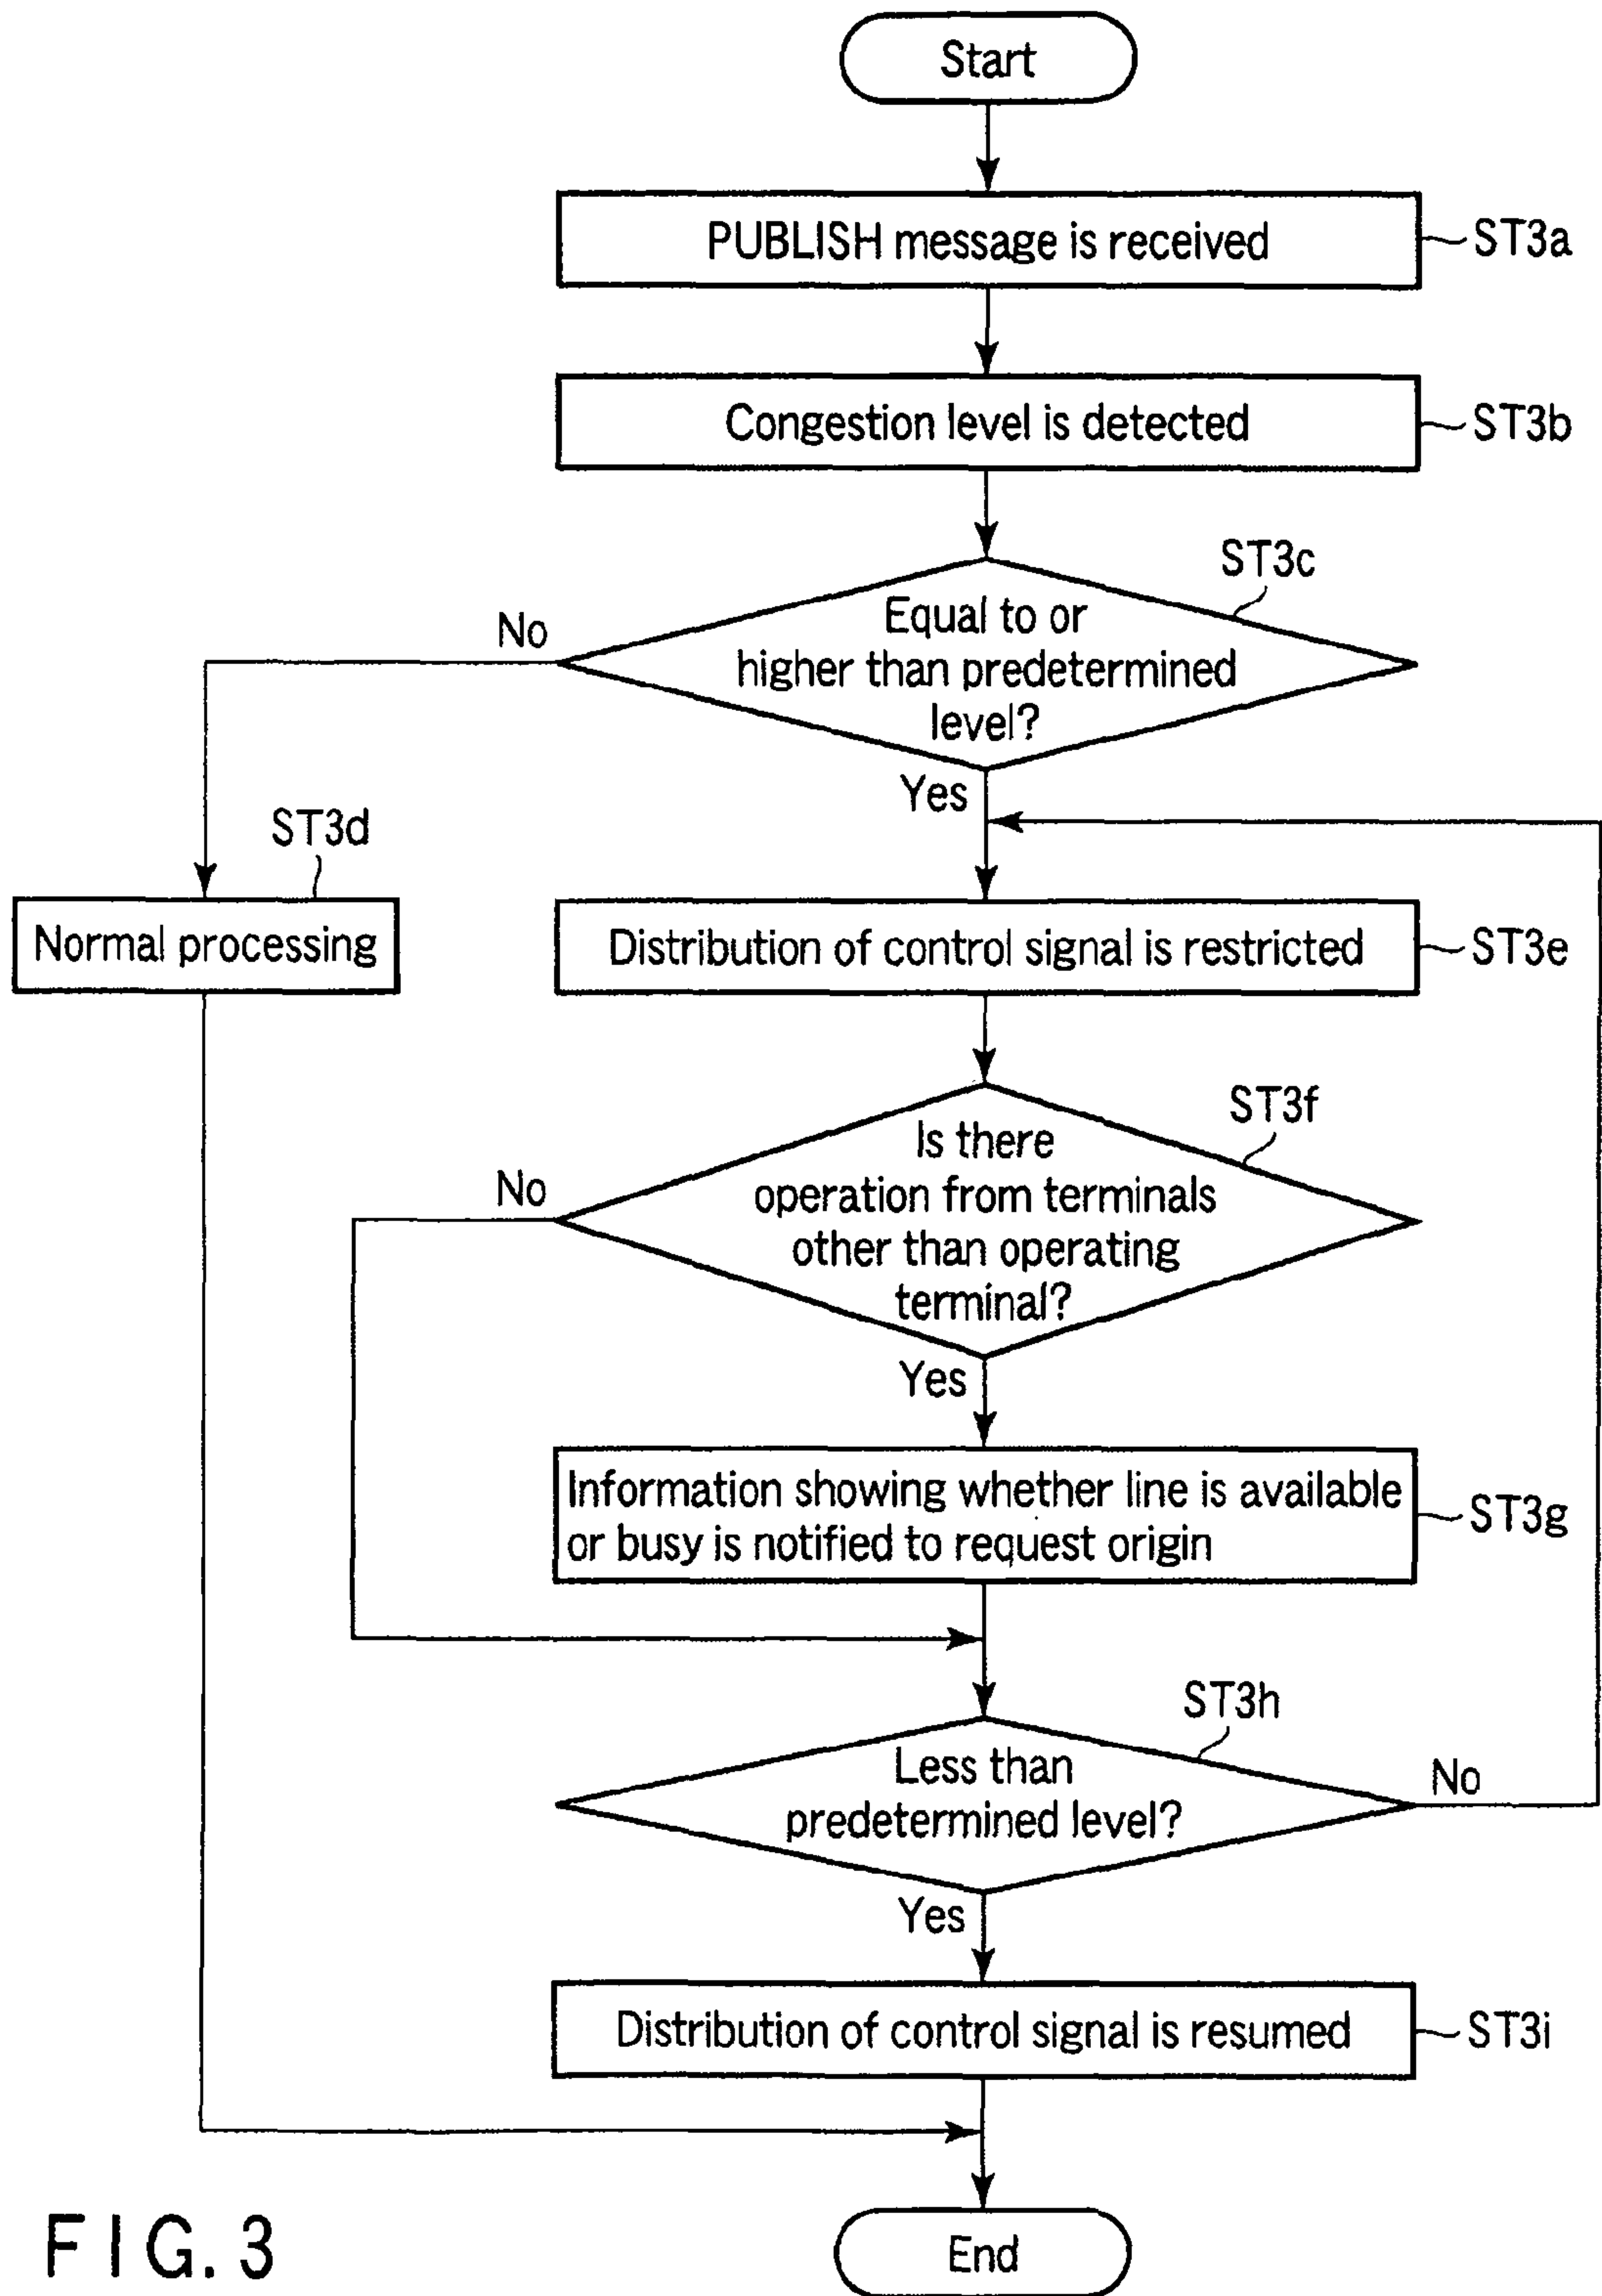 Start
PUBLISH message is received
ST3a
Congestion level is detected
ST3b
ST3c
Equal to or
higher than predetermined
level?
No
Yes
ST3d
Normal processing
Distribution of control signal is restricted
ST3e
ST3f
Is there
operation from terminals
other than operating
terminal?
No
Yes
Information showing whether line is available
or busy is notified to request origin
ST3g
ST3h
Less than
predetermined level?
No
Yes
Distribution of control signal is resumed
ST3i
End
FIG. 3